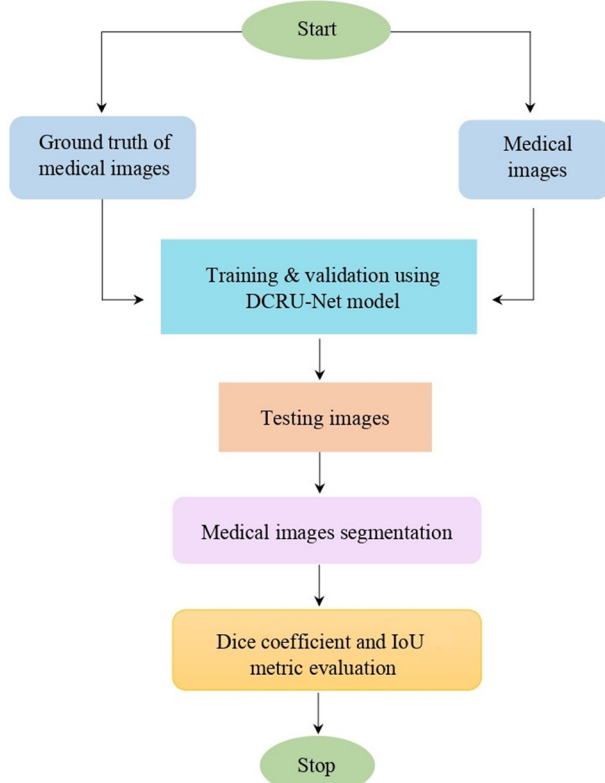 Start
Ground truth of
medical images
Medical
images
Training & validation using
DCRU-Net model
Testing images
Medical images segmentation
Dice coefficient and IoU
metric evaluation
Stop